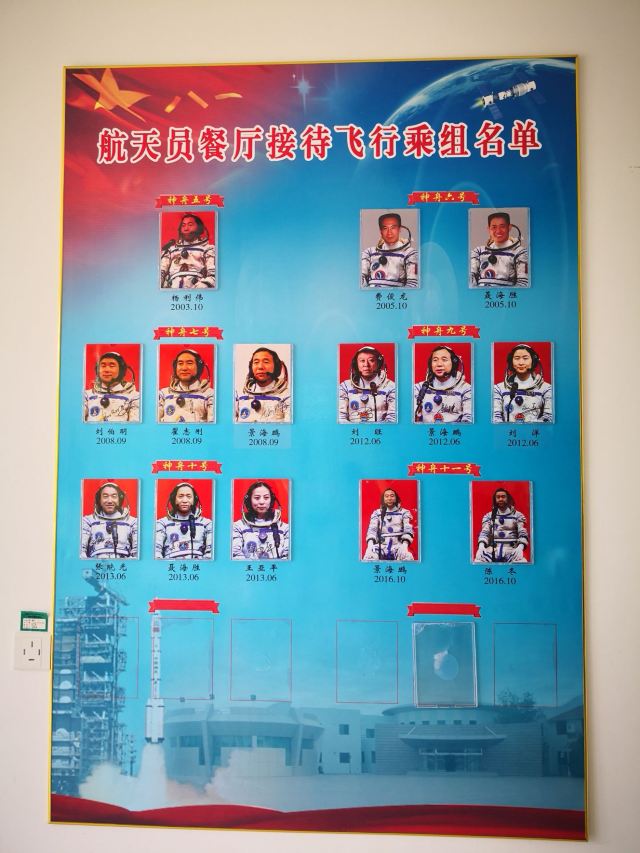 航天员餐厅接待飞行乘组名单
神舟五号
神舟六号
杨利伟
2003.10
费俊龙
2005.10
聂海胜
2005.10
神舟七号
神舟九号
刘伯明
2008.09
翟志刚
2008.09
景海鹏
2008.09
刘旺
2012.06
景海鹏
2012.06
刘洋
2012.06
神舟十号
神舟十一号
张晓光
2013.06
聂海胜
2013.06
王亚平
2013.06
景海鹏
2016.10
陈冬
2016.10